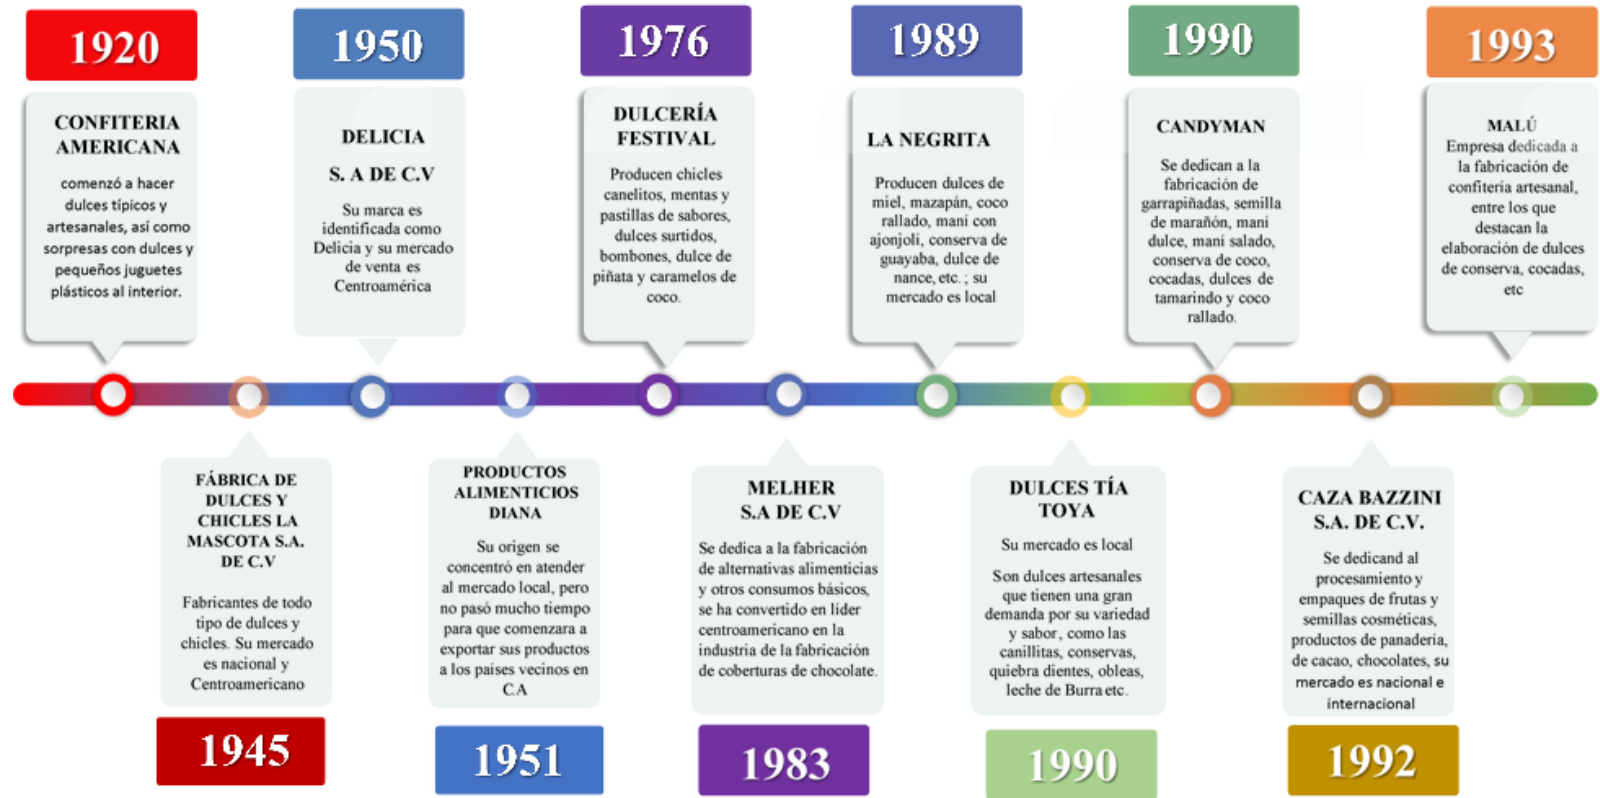 1920
CONFITERIA
AMERICANA
comenzó a hacer
dulces típicos y
artesanales, así como
sorpresas con dulces y
pequeños juguetes
plásticos al interior.
1950
DELICIA
S. A DE C.V
Su marca es
identificada como
Delicia y su mercado
de venta es
Centroamérica
1976
DULCERÍA
FESTIVAL
Producen chicles
canelitos, mentas y
pastillas de sabores,
dulces surtidos,
bombones, dulce de
piñata y caramelos de
coco.
1989
LA NEGRITA
Producen dulces de
miel, mazapán, coco
rallado, maní con
ajonjolí, conserva de
guayaba, dulce de
nance, etc. ; su
mercado es local
1990
CANDYMAN
Se dedican a la
fabricación de
garrapiñadas, semilla
de marañón, maní
dulce, maní salado,
conserva de coco,
cocadas, dulces de
tamarindo y coco
rallado.
1993
MALÚ
Empresa dedicada a
la fabricación de
confitería artesanal,
entre los que
destacan la
elaboración de dulces
de conserva, cocadas,
etc
FÁBRICA DE
DULCES Y
CHICLES LA
MASCOTA S.A.
DE C.V
Fabricantes de todo
tipo de dulces y
chicles. Su mercado
es nacional y
Centroamericano
1945
PRODUCTOS
ALIMENTICIOS
DIANA
Su origen se
concentró en atender
al mercado local, pero
no pasó mucho tiempo
para que comenzara a
exportar sus productos
a los países vecinos en
C.A
1951
MELHER
S.A DE C.V
Se dedica a la fabricación
de alternativas alimenticias
y otros consumos básicos,
se ha convertido en líder
centroamericano en la
industria de la fabricación
de coberturas de chocolate.
1983
DULCES TÍA
TOYA
Su mercado es local
Son dulces artesanales
que tienen una gran
demanda por su variedad
y sabor, como las
canillitas, conservas,
quiebra dientes, obleas,
leche de Burra etc.
1990
CAZA BAZZINI
S.A. DE C.V.
Se dedicand al
procesamiento y
empaques de frutas y
semillas cosméticas,
productos de panadería,
de cacao, chocolates, su
mercado es nacional e
internacional
1992